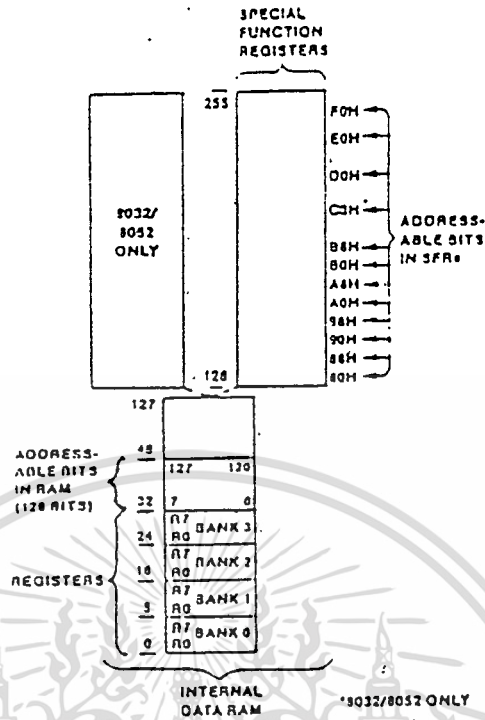 SPECIAL
FUNCTION
REGISTERS
255
F0H
E0H
D0H
C8H*
B8H
B0H
A8H
A0H
98H
90H
88H
80H
ADDRESS-
ABLE BITS
IN SFRs
8032/
8052
ONLY
128
127
48
ADDRESS-
ABLE BITS
IN RAM
(128 BITS)
127 120
7 0
32
R7
R0
BANK 3
24
R7
R0
BANK 2
16
R7
R0
BANK 1
8
R7
R0
BANK 0
0
REGISTERS
INTERNAL
DATA RAM
*8032/8052 ONLY